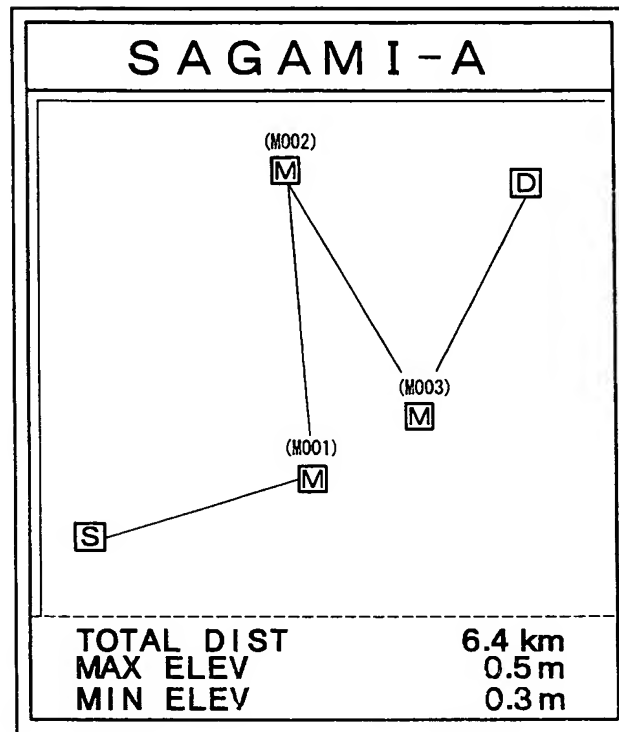 SAGAMI-A
(M002)
M
D
(M003)
M
(M001)
M
S
TOTAL DIST 6.4 km
MAX ELEV 0.5 m
MIN ELEV 0.3 m